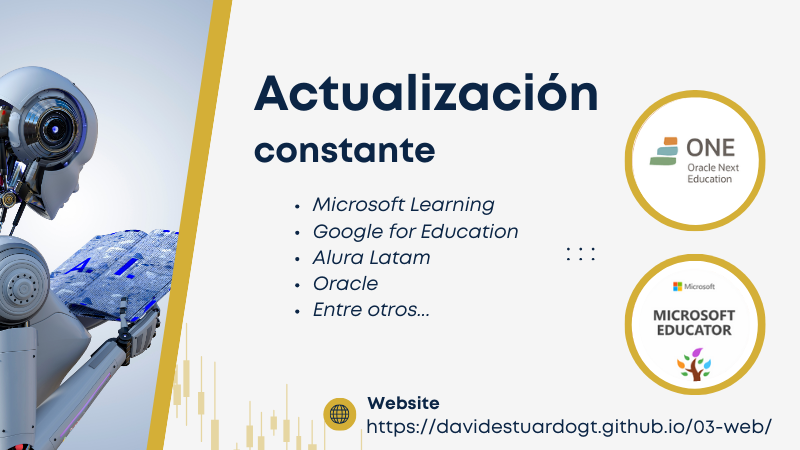 Actualización
constante
• Microsoft Learning
• Google for Education
• Alura Latam
• Oracle
• Entre otros...
ONE
Oracle Next
Education
Microsoft
MICROSOFT
EDUCATOR
A I
Website
https://davidestuardogt.github.io/03-web/